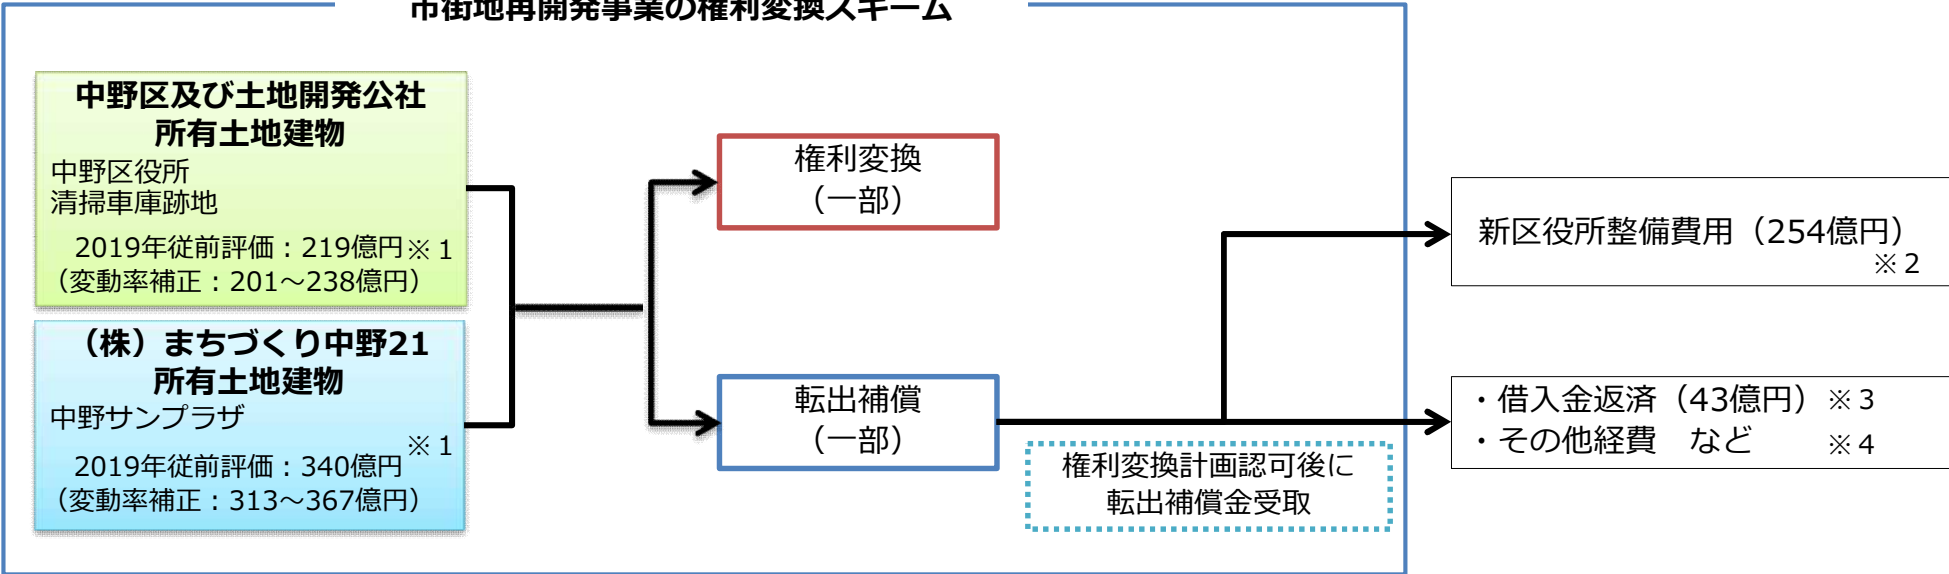 市街地再開発事業の権利変換スキーム
中野区及び土地開発公社
所有土地建物
中野区役所
清掃車庫跡地
2019年従前評価：219億円※1
（変動率補正：201～238億円）
（株）まちづくり中野21
所有土地建物
中野サンプラザ
※1
2019年従前評価：340億円
（変動率補正：313～367億円）
権利変換
（一部）
転出補償
（一部）
権利変換計画認可後に
転出補償金受取
新区役所整備費用（254億円）
※2
・借入金返済（43億円）※3
・その他経費　など　※4